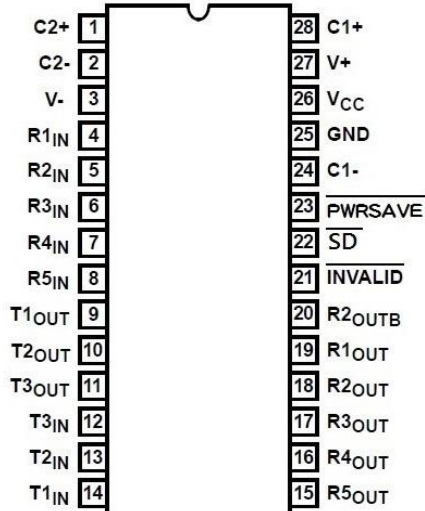 C2+ 1 28 C1+
C2- 2 27 V+
V- 3 26 VCC
R1IN 4 25 GND
R2IN 5 24 C1-
R3IN 6 23 PWRSAVE
R4IN 7 22 SD
R5IN 8 21 INVALID
T1OUT 9 20 R2OUTB
T2OUT 10 19 R1OUT
T3OUT 11 18 R2OUT
T3IN 12 17 R3OUT
T2IN 13 16 R4OUT
T1IN 14 15 R5OUT